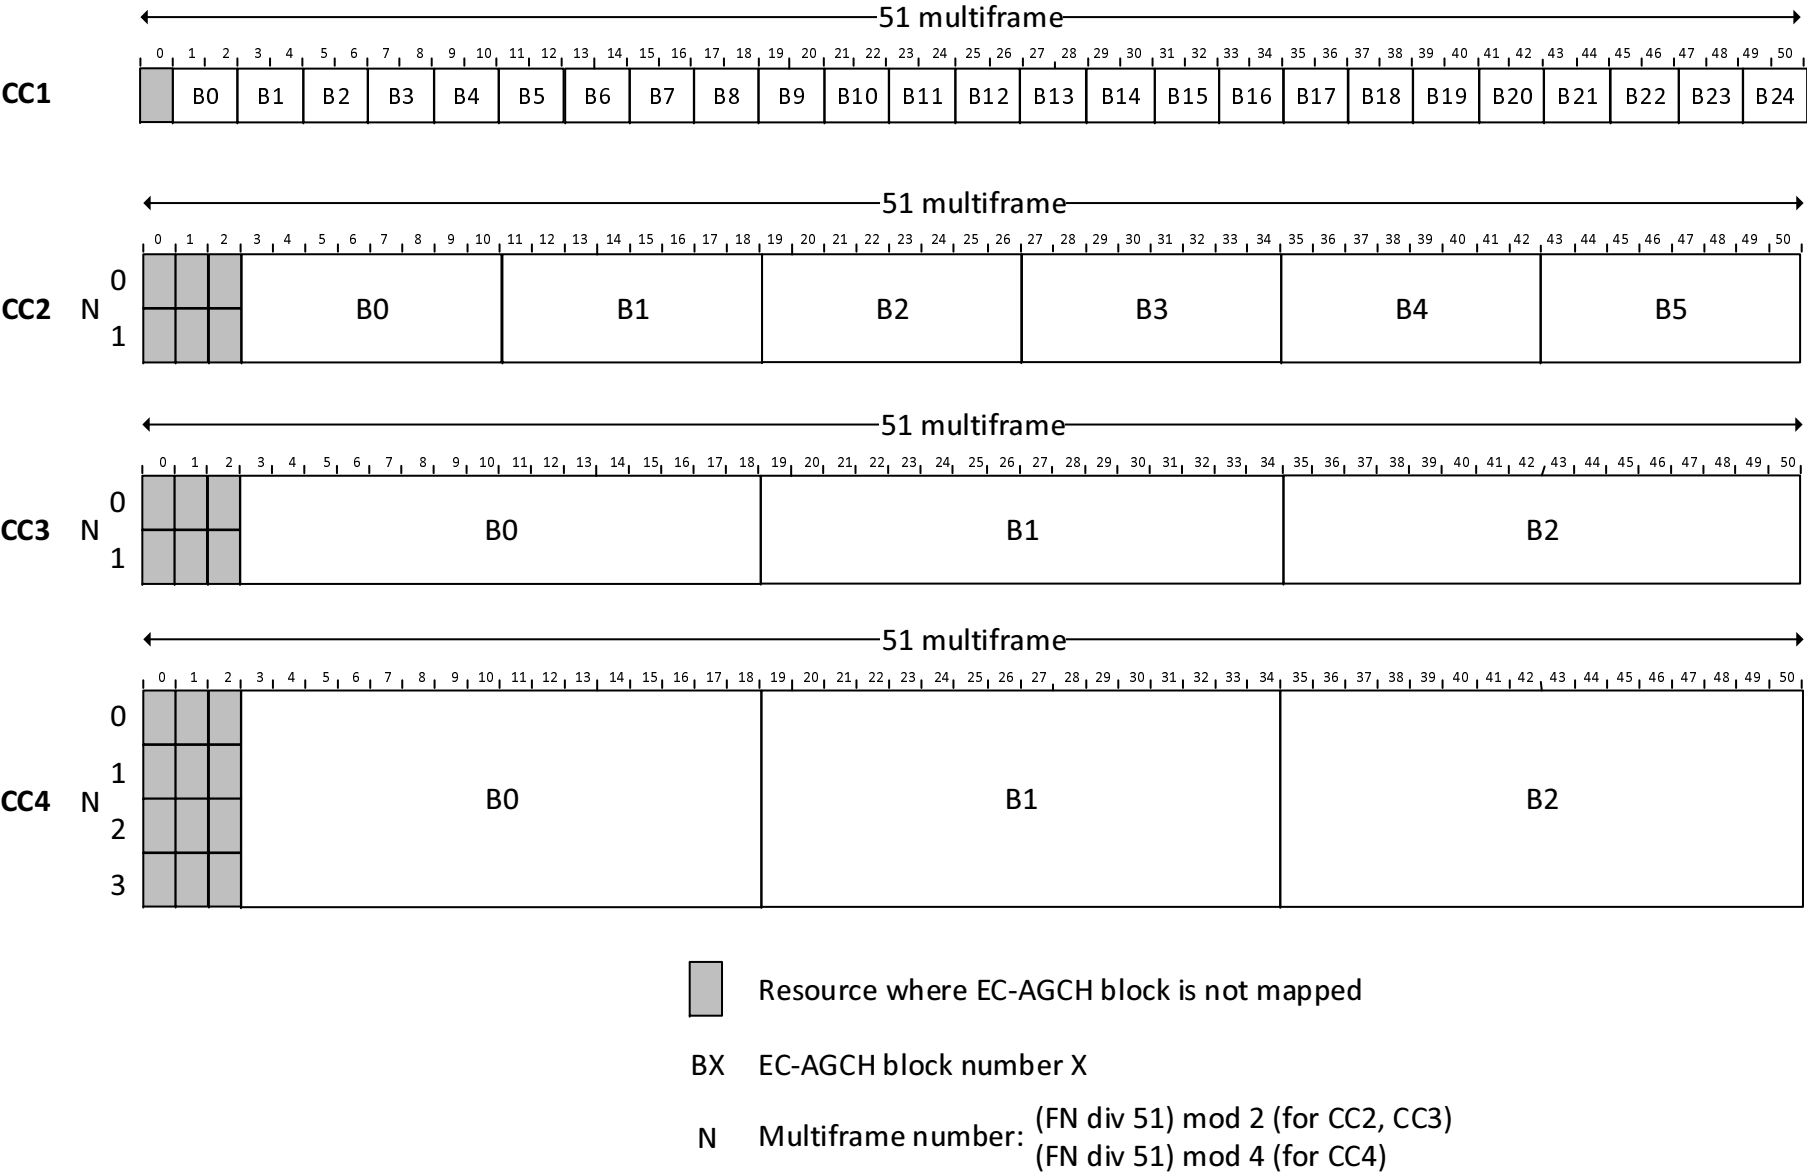 51 multiframe
0 1 2 3 4 5 6 7 8 9 10 11 12 13 14 15 16 17 18 19 20 21 22 23 24 25 26 27 28 29 30 31 32 33 34 35 36 37 38 39 40 41 42 43 44 45 46 47 48 49 50
CC1 B0 B1 B2 B3 B4 B5 B6 B7 B8 B9 B10 B11 B12 B13 B14 B15 B16 B17 B18 B19 B20 B21 B22 B23 B24
51 multiframe
0 1 2 3 4 5 6 7 8 9 10 11 12 13 14 15 16 17 18 19 20 21 22 23 24 25 26 27 28 29 30 31 32 33 34 35 36 37 38 39 40 41 42 43 44 45 46 47 48 49 50
0
CC2 N B0 B1 B2 B3 B4 B5
1
51 multiframe
0 1 2 3 4 5 6 7 8 9 10 11 12 13 14 15 16 17 18 19 20 21 22 23 24 25 26 27 28 29 30 31 32 33 34 35 36 37 38 39 40 41 42 43 44 45 46 47 48 49 50
0
CC3 N B0 B1 B2
1
51 multiframe
0 1 2 3 4 5 6 7 8 9 10 11 12 13 14 15 16 17 18 19 20 21 22 23 24 25 26 27 28 29 30 31 32 33 34 35 36 37 38 39 40 41 42 43 44 45 46 47 48 49 50
0
1
CC4 N B0 B1 B2
2
3
Resource where EC-AGCH block is not mapped
BX EC-AGCH block number X
(FN div 51) mod 2 (for CC2, CC3)
N Multiframe number:
(FN div 51) mod 4 (for CC4)